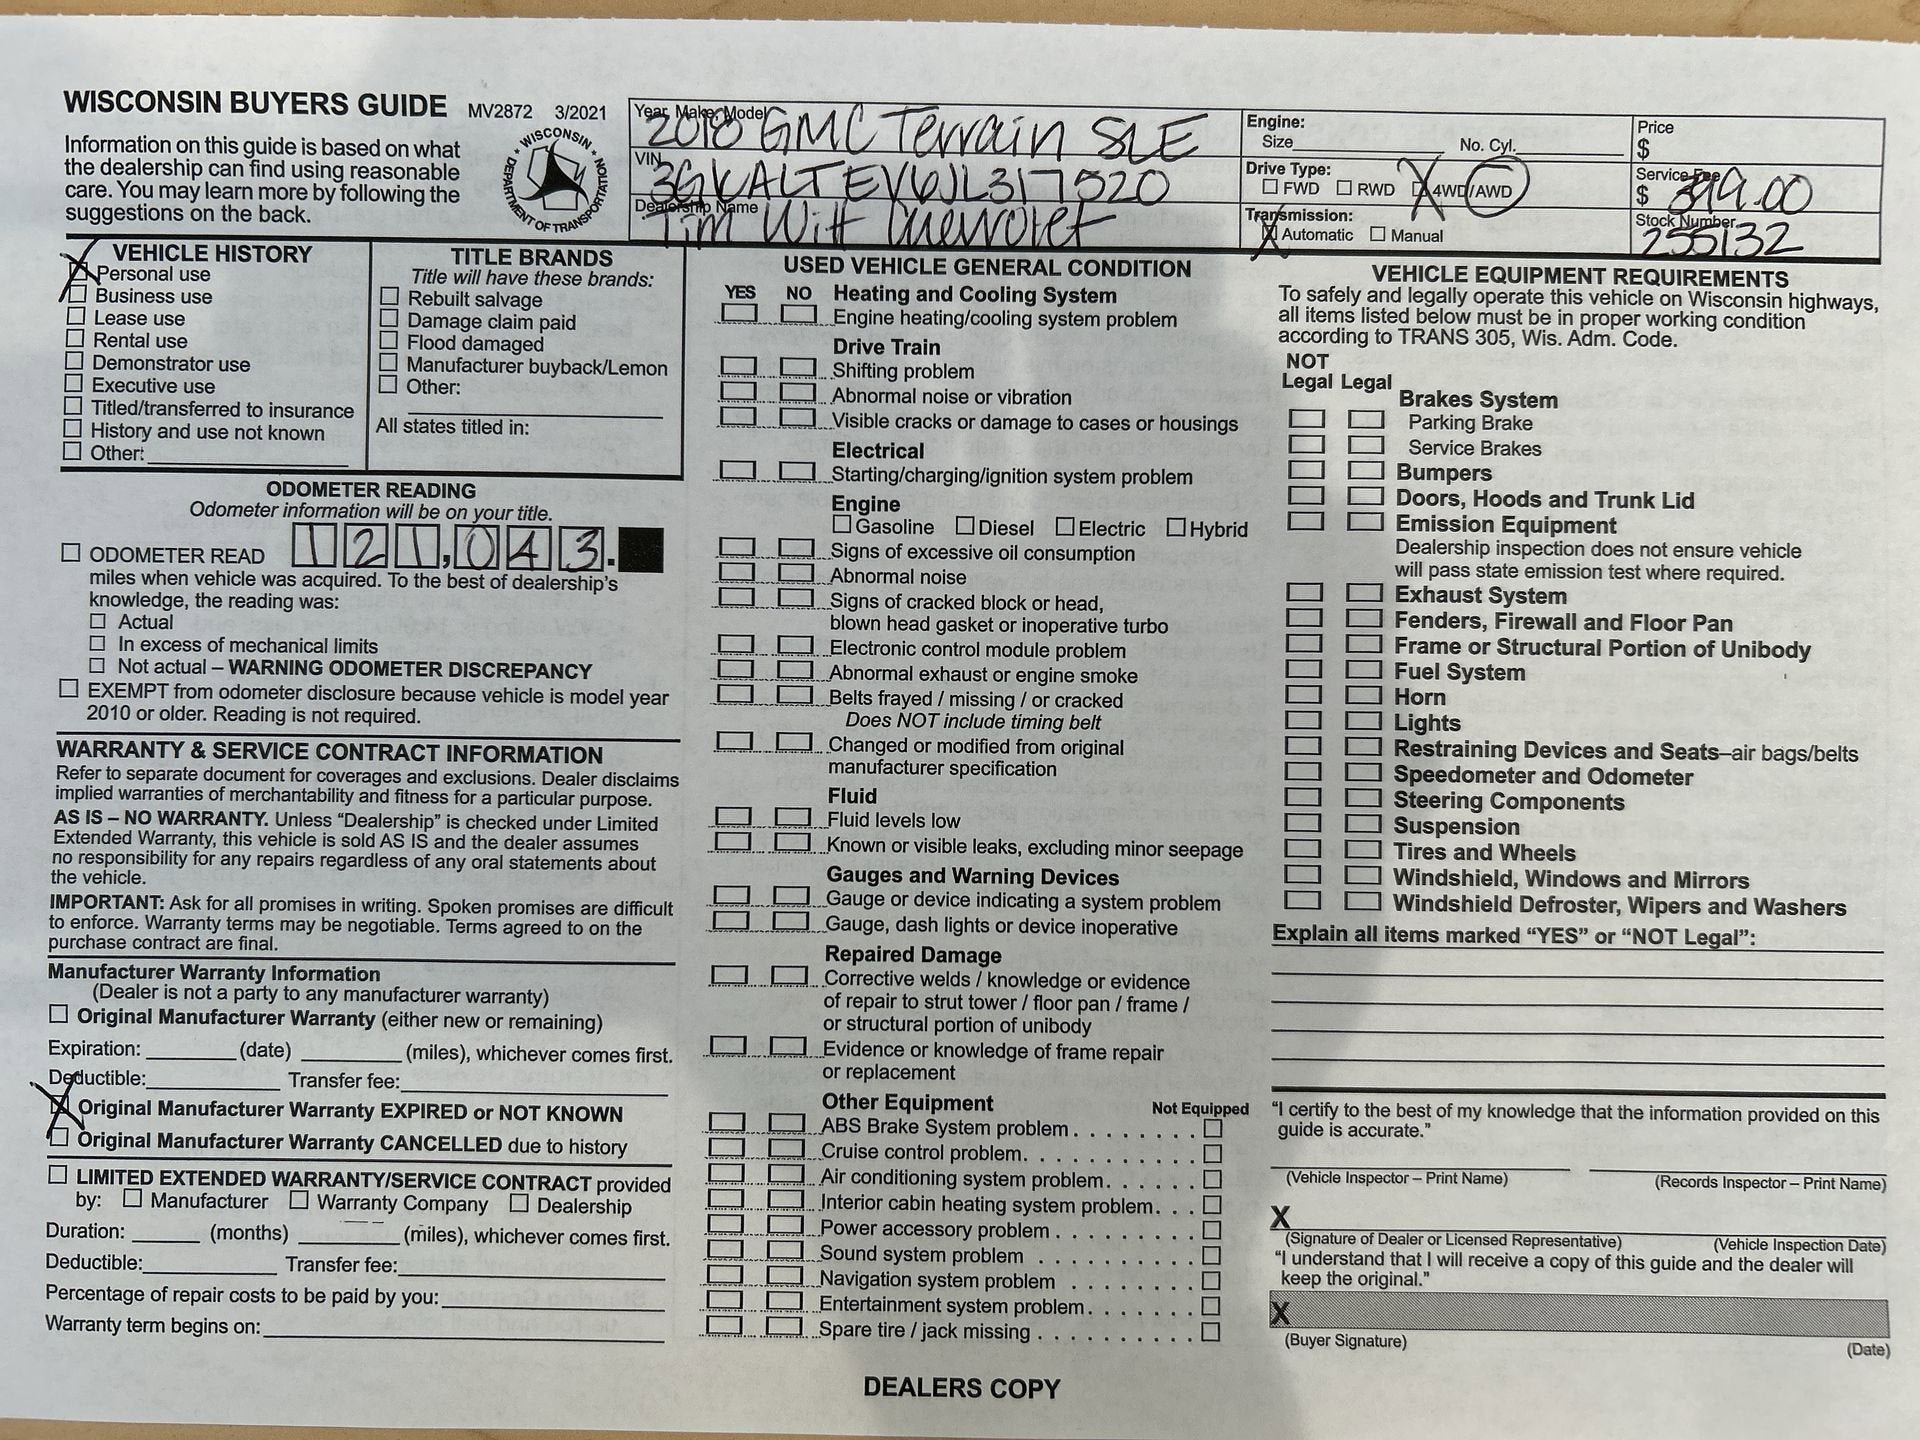 WISCONSIN BUYERS GUIDE MV2872 3/2021
Information on this guide is based on what
the dealership can find using reasonable
care. You may learn more by following the
suggestions on the back.
WISCONSIN
DEPARTMENT OF TRANSPORTATION
Year, Make, Model
2018 GMC Terrain SLE
VIN
3GKALTEV6JL317520
Dealership Name
Tim Witt Chevrolet
Engine:
Size No. Cyl.
Drive Type:
FWD RWD X 4WD/AWD
Transmission:
X Automatic Manual
Price
$
Service Fee
$ 399.00
Stock Number
255132
VEHICLE HISTORY
X Personal use
Business use
Lease use
Rental use
Demonstrator use
Executive use
Titled/transferred to insurance
History and use not known
Other:
TITLE BRANDS
Title will have these brands:
Rebuilt salvage
Damage claim paid
Flood damaged
Manufacturer buyback/Lemon
Other:
All states titled in:
ODOMETER READING
Odometer information will be on your title.
ODOMETER READ 121,043.
miles when vehicle was acquired. To the best of dealership's
knowledge, the reading was:
Actual
In excess of mechanical limits
Not actual – WARNING ODOMETER DISCREPANCY
EXEMPT from odometer disclosure because vehicle is model year
2010 or older. Reading is not required.
WARRANTY & SERVICE CONTRACT INFORMATION
Refer to separate document for coverages and exclusions. Dealer disclaims
implied warranties of merchantability and fitness for a particular purpose.
AS IS – NO WARRANTY. Unless "Dealership" is checked under Limited
Extended Warranty, this vehicle is sold AS IS and the dealer assumes
no responsibility for any repairs regardless of any oral statements about
the vehicle.
IMPORTANT: Ask for all promises in writing. Spoken promises are difficult
to enforce. Warranty terms may be negotiable. Terms agreed to on the
purchase contract are final.
Manufacturer Warranty Information
(Dealer is not a party to any manufacturer warranty)
Original Manufacturer Warranty (either new or remaining)
Expiration: (date) (miles), whichever comes first.
Deductible: Transfer fee:
X Original Manufacturer Warranty EXPIRED or NOT KNOWN
Original Manufacturer Warranty CANCELLED due to history
LIMITED EXTENDED WARRANTY/SERVICE CONTRACT provided
by: Manufacturer Warranty Company Dealership
Duration: (months) (miles), whichever comes first.
Deductible: Transfer fee:
Percentage of repair costs to be paid by you:
Warranty term begins on:
USED VEHICLE GENERAL CONDITION
YES NO Heating and Cooling System
Engine heating/cooling system problem
Drive Train
Shifting problem
Abnormal noise or vibration
Visible cracks or damage to cases or housings
Electrical
Starting/charging/ignition system problem
Engine
Gasoline Diesel Electric Hybrid
Signs of excessive oil consumption
Abnormal noise
Signs of cracked block or head,
blown head gasket or inoperative turbo
Electronic control module problem
Abnormal exhaust or engine smoke
Belts frayed / missing / or cracked
Does NOT include timing belt
Changed or modified from original
manufacturer specification
Fluid
Fluid levels low
Known or visible leaks, excluding minor seepage
Gauges and Warning Devices
Gauge or device indicating a system problem
Gauge, dash lights or device inoperative
Repaired Damage
Corrective welds / knowledge or evidence
of repair to strut tower / floor pan / frame /
or structural portion of unibody
Evidence or knowledge of frame repair
or replacement
Other Equipment Not Equipped
ABS Brake System problem
Cruise control problem
Air conditioning system problem
Interior cabin heating system problem
Power accessory problem
Sound system problem
Navigation system problem
Entertainment system problem
Spare tire / jack missing
VEHICLE EQUIPMENT REQUIREMENTS
To safely and legally operate this vehicle on Wisconsin highways,
all items listed below must be in proper working condition
according to TRANS 305, Wis. Adm. Code.
NOT
Legal Legal
Brakes System
Parking Brake
Service Brakes
Bumpers
Doors, Hoods and Trunk Lid
Emission Equipment
Dealership inspection does not ensure vehicle
will pass state emission test where required.
Exhaust System
Fenders, Firewall and Floor Pan
Frame or Structural Portion of Unibody
Fuel System
Horn
Lights
Restraining Devices and Seats–air bags/belts
Speedometer and Odometer
Steering Components
Suspension
Tires and Wheels
Windshield, Windows and Mirrors
Windshield Defroster, Wipers and Washers
Explain all items marked "YES" or "NOT Legal":
"I certify to the best of my knowledge that the information provided on this
guide is accurate."
(Vehicle Inspector – Print Name) (Records Inspector – Print Name)
X
(Signature of Dealer or Licensed Representative) (Vehicle Inspection Date)
"I understand that I will receive a copy of this guide and the dealer will
keep the original."
X
(Buyer Signature) (Date)
DEALERS COPY